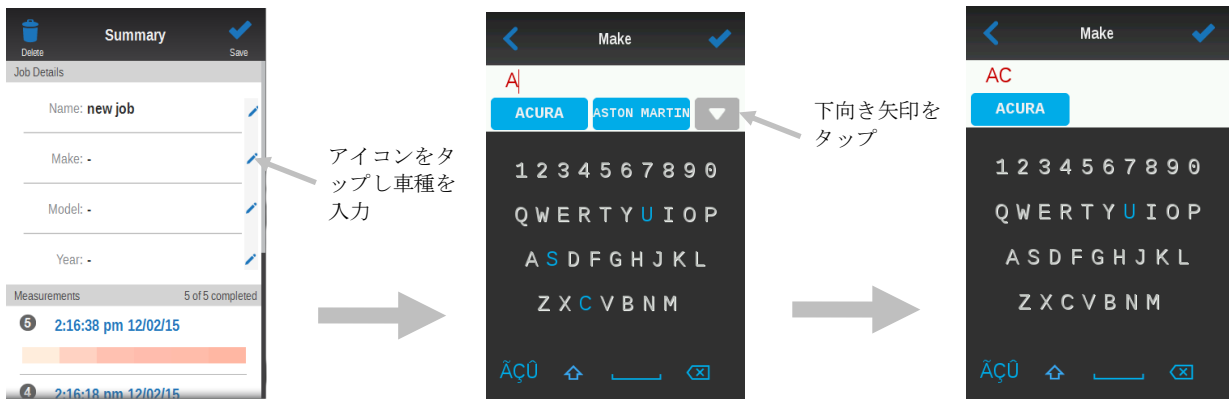 Summary
Delete
Save
Job Details
Name: new job
Make: -
Model: -
Year: -
Measurements 5 of 5 completed
5 2:16:38 pm 12/02/15
4 2:16:18 pm 12/02/15
アイコンをタ
ップし車種を
入力
Make
A
ACURA ASTON MARTIN
1 2 3 4 5 6 7 8 9 0
Q W E R T Y U I O P
A S D F G H J K L
Z X C V B N M
ÃÇÛ
下向き矢印を
タップ
Make
AC
ACURA
1 2 3 4 5 6 7 8 9 0
Q W E R T Y U I O P
A S D F G H J K L
Z X C V B N M
ÃÇÛ